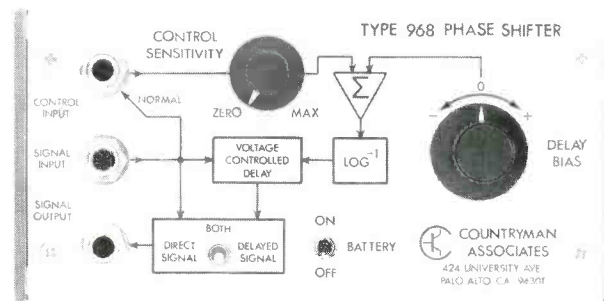 CONTROL
SENSITIVITY
TYPE 968 PHASE SHIFTER
Σ
0
CONTROL
INPUT
NORMAL
ZERO
MAX
- +
DELAY
BIAS
SIGNAL
INPUT
VOLTAGE
CONTROLLED
DELAY
LOG⁻¹
SIGNAL
OUTPUT
BOTH
DIRECT
SIGNAL
DELAYED
SIGNAL
ON
BATTERY
OFF
COUNTRYMAN
ASSOCIATES
424 UNIVERSITY AVE
PALO ALTO CA. 94301